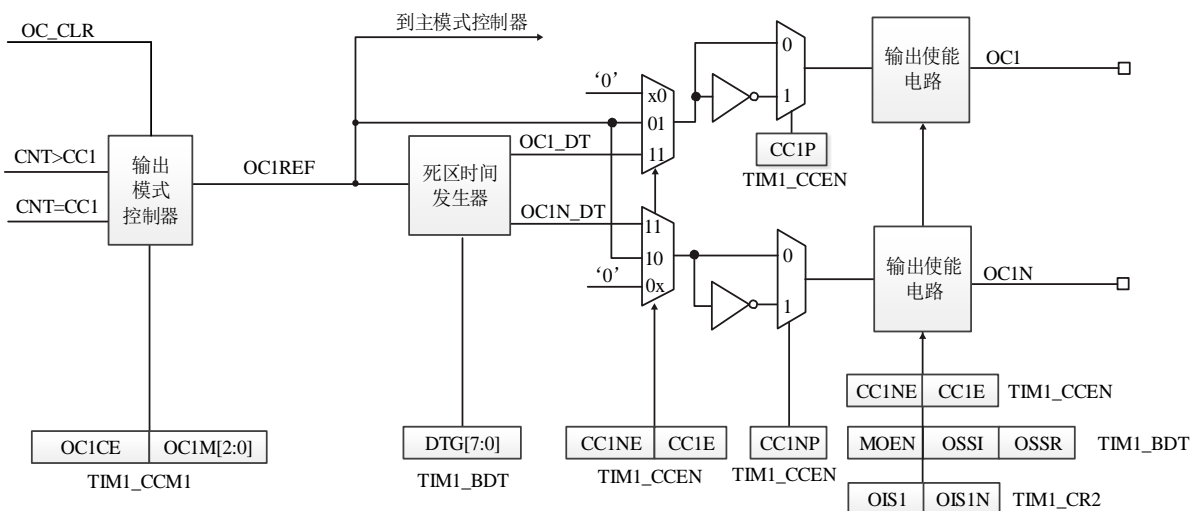 到主模式控制器
OC_CLR
CNT>CC1
CNT=CC1
输出
模式
控制器
OC1REF
死区时间
发生器
OC1_DT
OC1N_DT
‘0’
x0
01
11
11
10
0x
‘0’
0
1
CC1P
TIM1_CCEN
0
1
输出使能
电路
OC1
输出使能
电路
OC1N
CC1NE CC1E TIM1_CCEN
MOEN OSSI OSSR TIM1_BDT
OIS1 OIS1N TIM1_CR2
OC1CE OC1M[2:0]
TIM1_CCM1
DTG[7:0]
TIM1_BDT
CC1NE CC1E
TIM1_CCEN
CC1NP
TIM1_CCEN